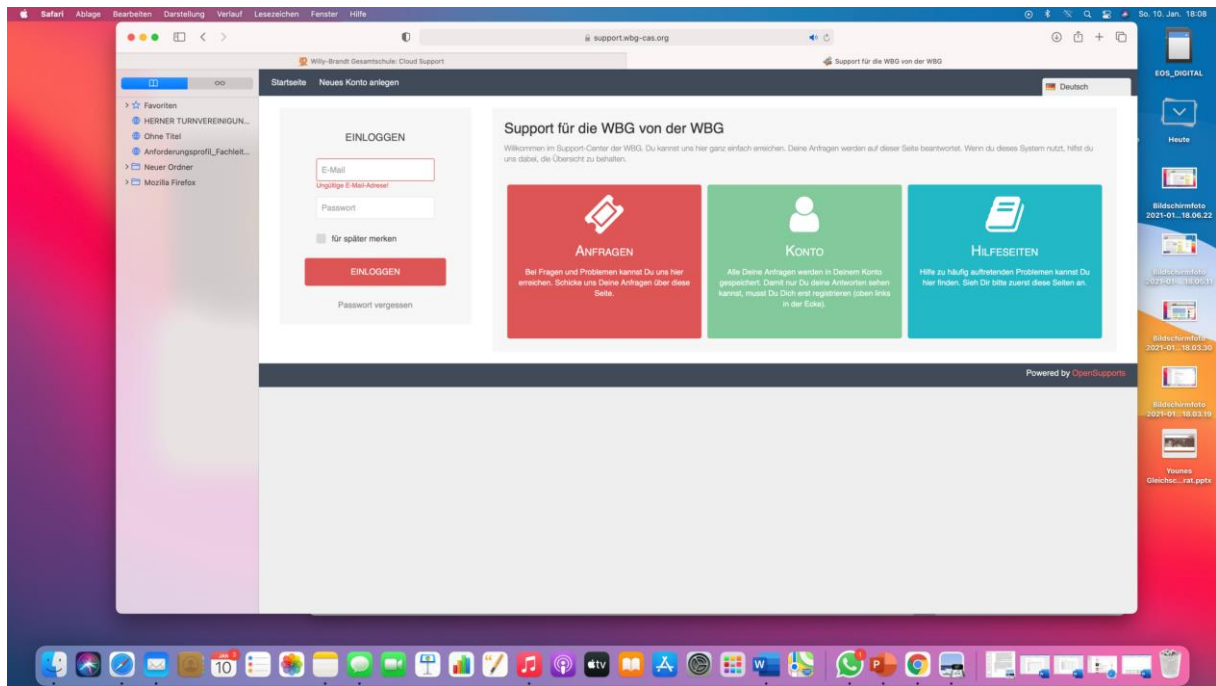 Safari Ablage Bearbeiten Darstellung Verlauf Lesezeichen Fenster Hilfe
So. 10. Jan. 18:08
support.wbg-cas.org
Willy-Brandt Gesamtschule: Cloud Support
Support für die WBG von der WBG
Favoriten
HERNER TURNVEREINIGUN...
Ohne Titel
Anforderungsprofil_Fachleit...
Neuer Ordner
Mozilla Firefox
Startseite Neues Konto anlegen
Deutsch
EINLOGGEN
E-Mail
Ungültige E-Mail-Adresse!
Passwort
für später merken
EINLOGGEN
Passwort vergessen
Support für die WBG von der WBG
Willkommen im Support-Center der WBG. Du kannst uns hier ganz einfach erreichen. Deine Anfragen werden auf dieser Seite beantwortet. Wenn du dieses System nutzt, hilfst du
uns dabei, die Übersicht zu behalten.
ANFRAGEN
Bei Fragen und Problemen kannst Du uns hier
erreichen. Schicke uns Deine Anfragen über diese
Seite.
KONTO
Alle Deine Anfragen werden in Deinem Konto
gespeichert. Damit nur Du deine Antworten sehen
kannst, musst Du Dich erst registrieren (oben links
in der Ecke).
HILFESEITEN
Hilfe zu häufig auftretenden Problemen kannst Du
hier finden. Sieh Dir bitte zuerst diese Seiten an.
Powered by OpenSupports
EOS_DIGITAL
Heute
Bildschirmfoto
2021-01...18.06.22
Bildschirmfoto
2021-01...18.05.11
Bildschirmfoto
2021-01...18.03.30
Bildschirmfoto
2021-01...18.03.19
Younes
Gleichsc...rat.pptx
10
tv